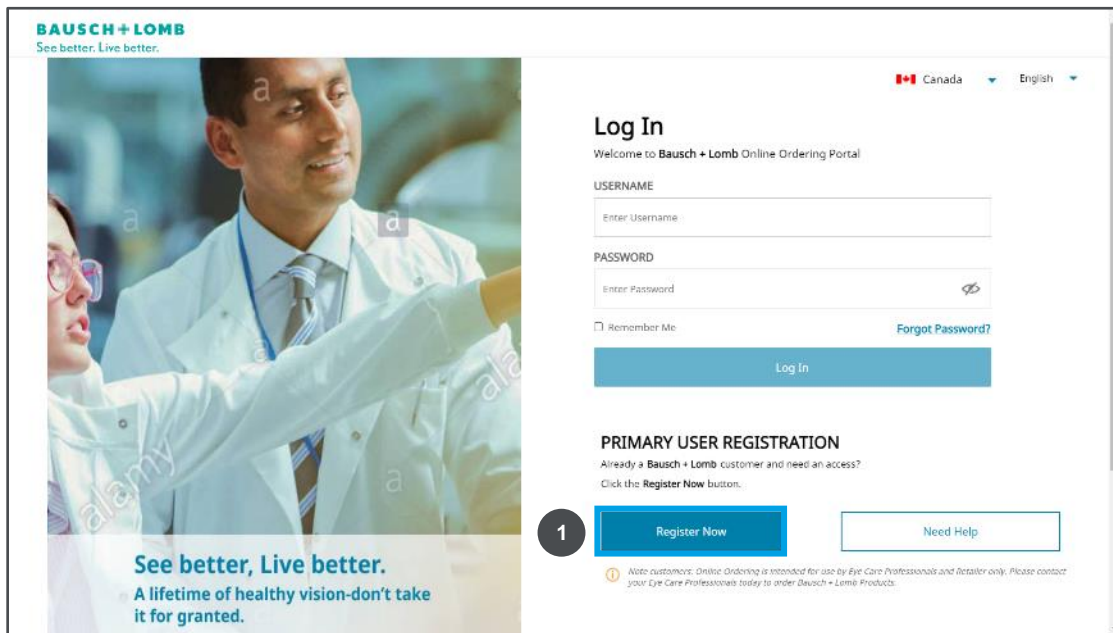 BAUSCH + LOMB
See better. Live better.
Canada
English
Log In
Welcome to Bausch + Lomb Online Ordering Portal
USERNAME
Enter Username
PASSWORD
Enter Password
Remember Me
Forgot Password?
Log In
PRIMARY USER REGISTRATION
Already a Bausch + Lomb customer and need an access?
Click the Register Now button.
1
Register Now
Need Help
Note customers: Online Ordering is intended for use by Eye Care Professionals and Retailer only. Please contact
your Eye Care Professionals today to order Bausch + Lomb Products.
a
a
a
a
a
alamy
alamy
a
See better, Live better.
A lifetime of healthy vision-don't take
it for granted.